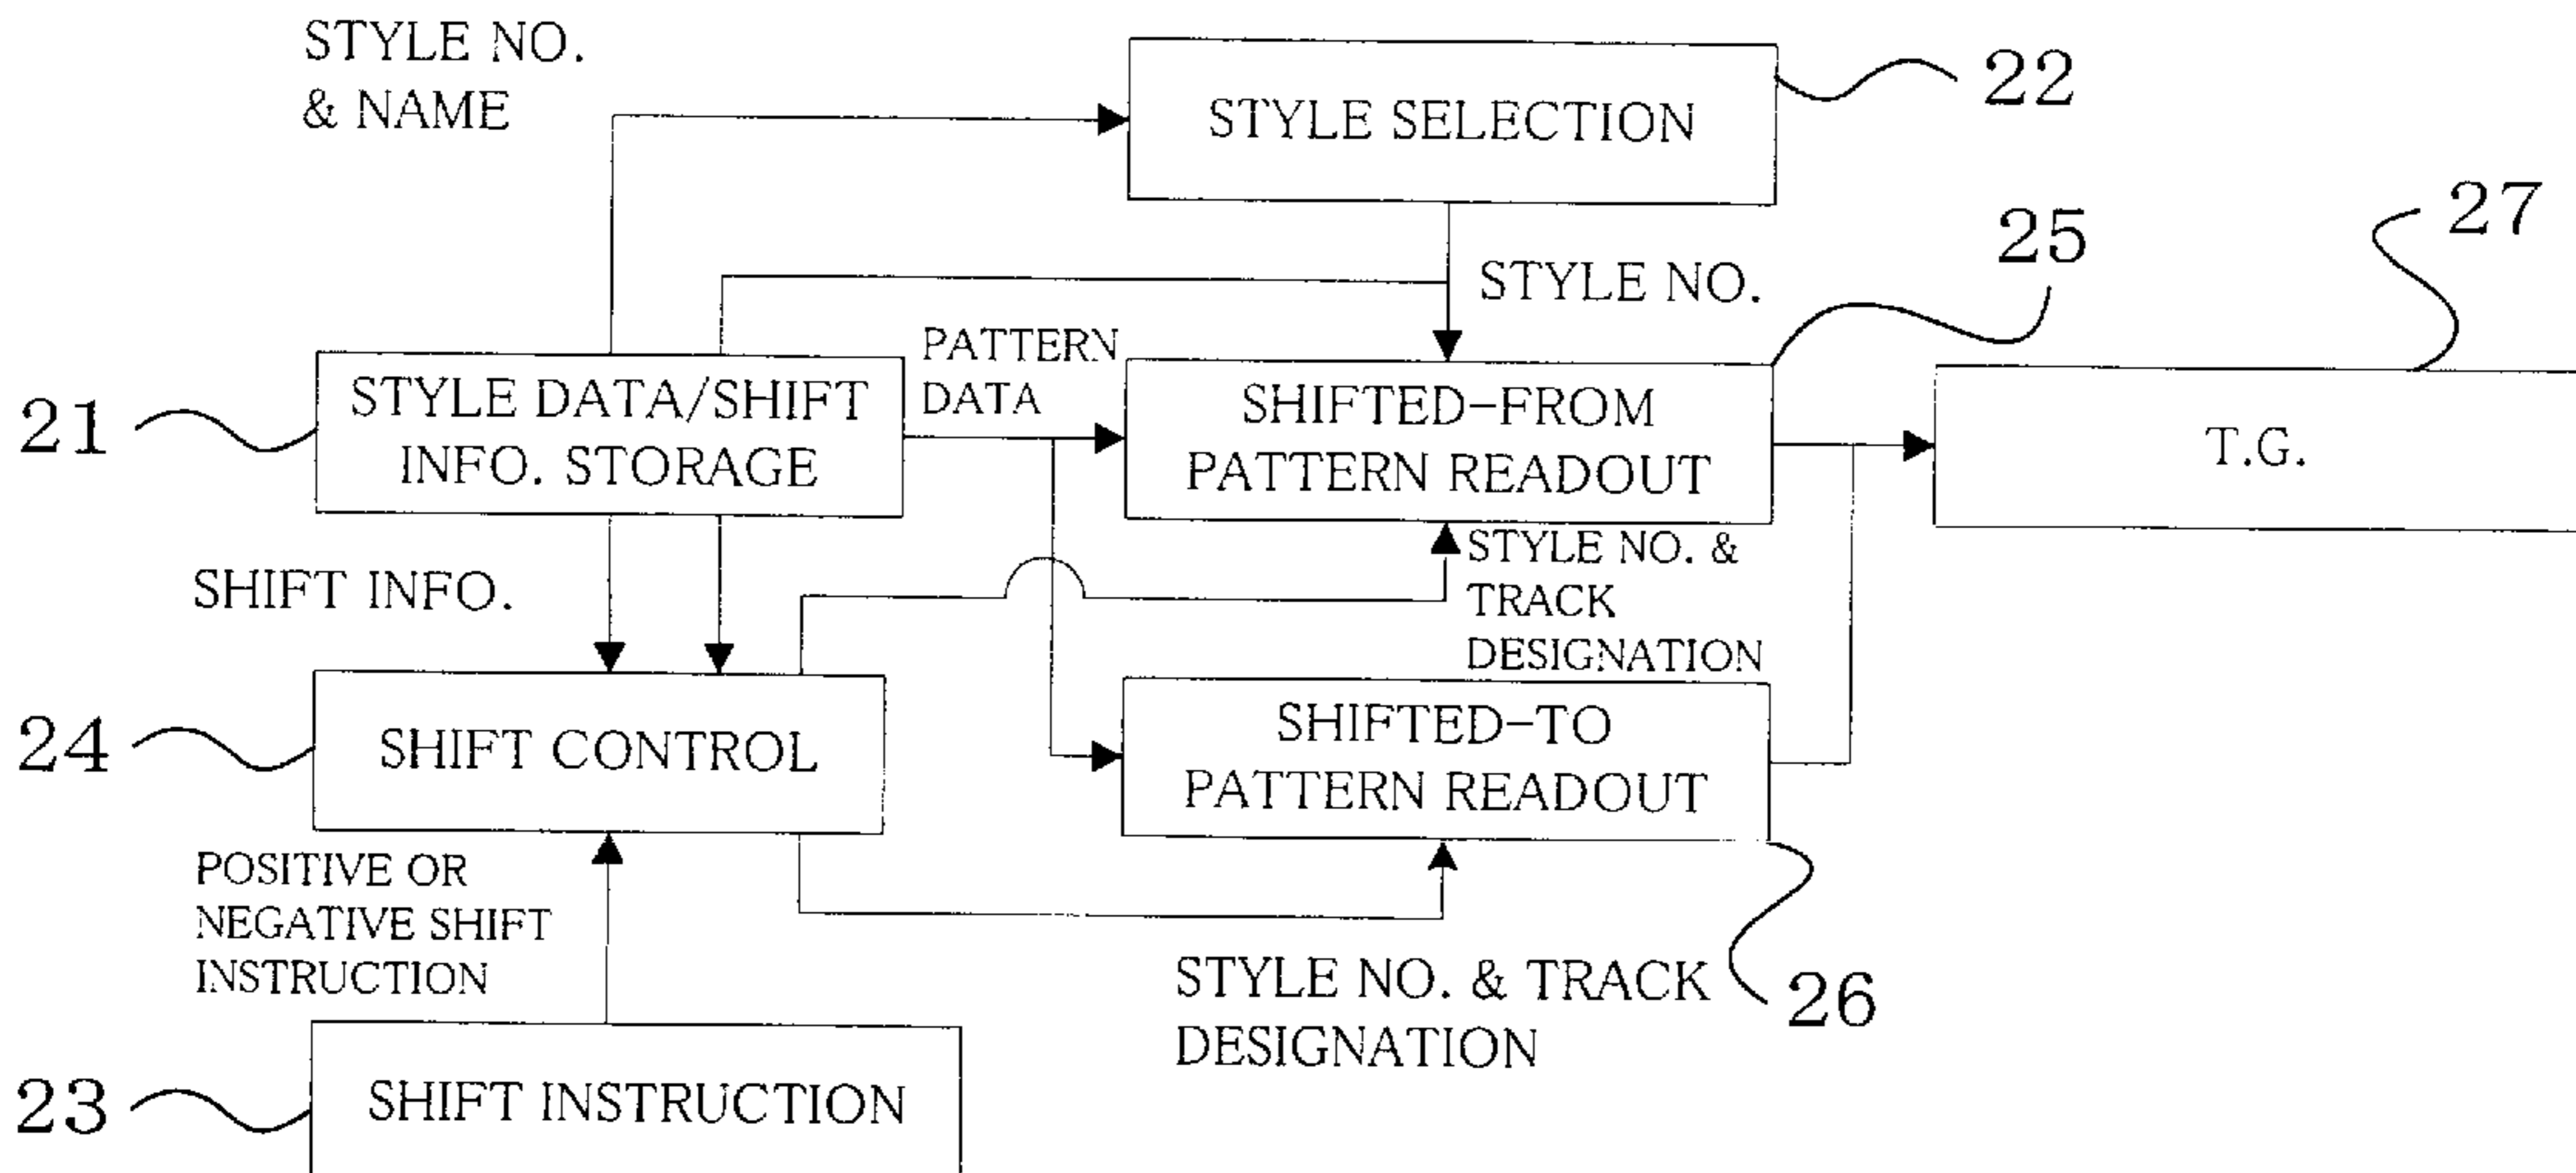 STYLE NO.
& NAME
STYLE SELECTION
22
STYLE NO.
25
27
21
STYLE DATA/SHIFT
INFO. STORAGE
PATTERN
DATA
SHIFTED-FROM
PATTERN READOUT
T.G.
SHIFT INFO.
STYLE NO. &
TRACK
DESIGNATION
24
SHIFT CONTROL
SHIFTED-TO
PATTERN READOUT
POSITIVE OR
NEGATIVE SHIFT
INSTRUCTION
STYLE NO. & TRACK
DESIGNATION
26
23
SHIFT INSTRUCTION